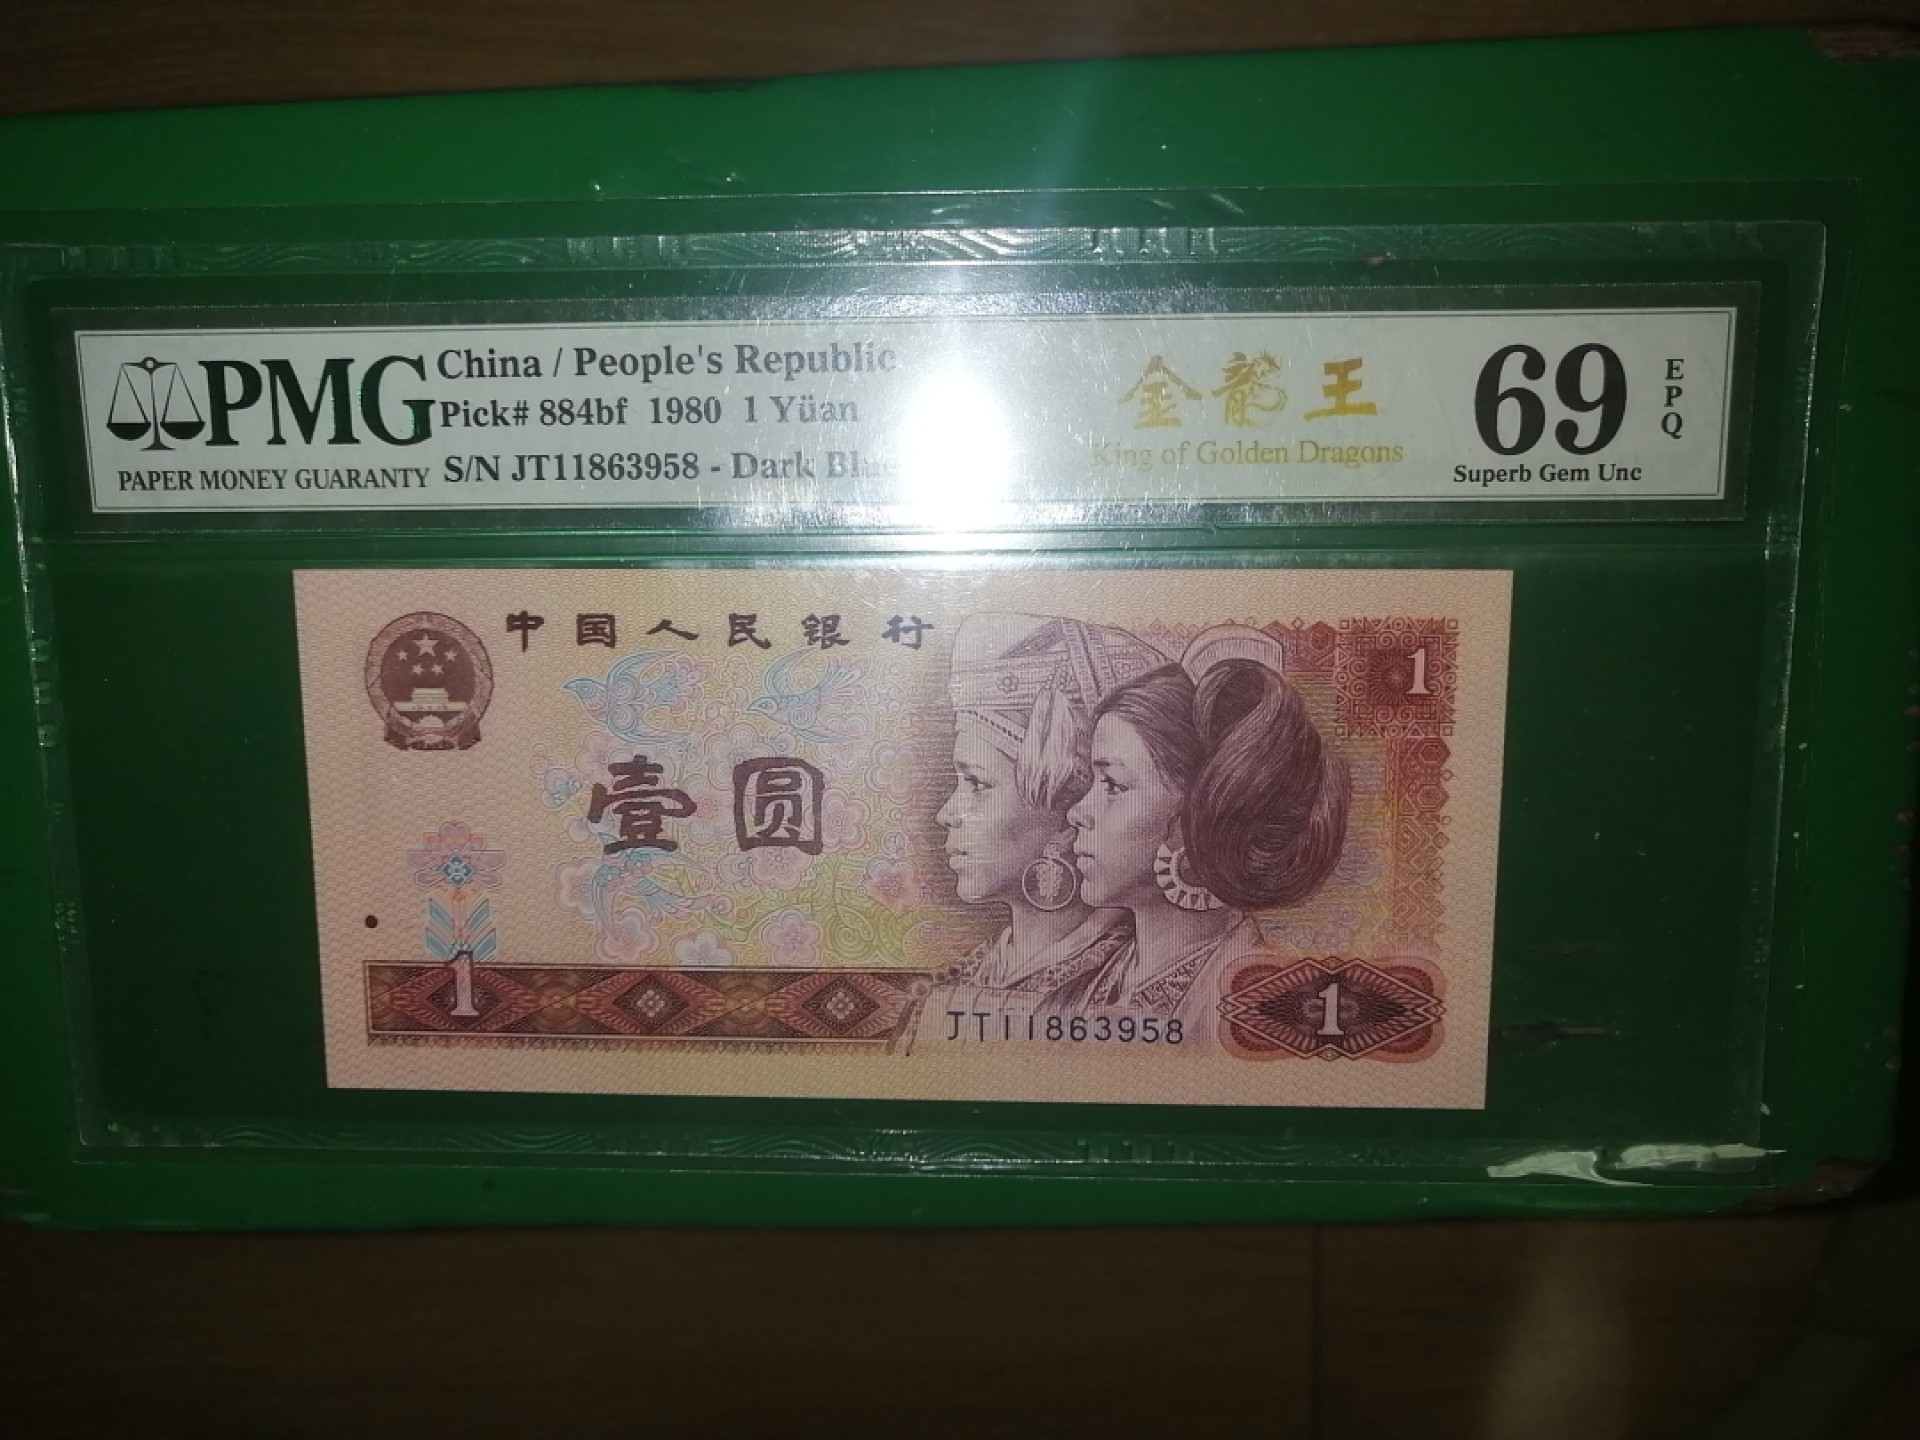 PMG
PAPER MONEY GUARANTY
China / People's Republic
Pick# 884bf 1980 1 Yüan
S/N JT11863958 - Dark Blue
金龍王
King of Golden Dragons
69
EPQ
Superb Gem Unc
中国人民银行
1
壹圆
1
JT11863958
1